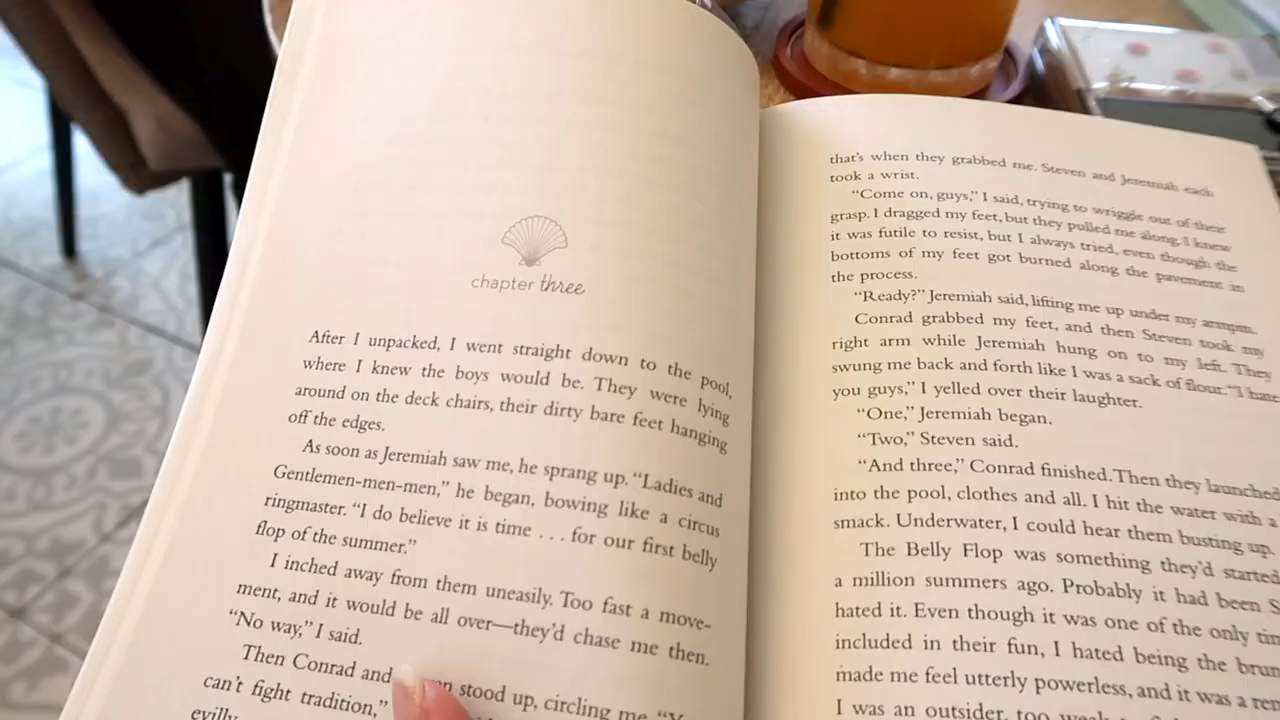 chapter three
After I unpacked, I went straight down to the pool,
where I knew the boys would be. They were lying
around on the deck chairs, their dirty bare feet hanging
off the edges.
As soon as Jeremiah saw me, he sprang up. “Ladies and
Gentlemen-men-men,” he began, bowing like a circus
ringmaster. “I do believe it is time . . . for our first belly
flop of the summer.”
I inched away from them uneasily. Too fast a move-
ment, and it would be all over—they’d chase me then.
“No way,” I said.
Then Conrad and stood up, circling me.
can’t fight tradition,”
evilly.
that’s when they grabbed me. Steven and Jeremiah each
took a wrist.
“Come on, guys,” I said, trying to wriggle out of their
grasp. I dragged my feet, but they pulled me along. I knew
it was futile to resist, but I always tried, even though the
bottoms of my feet got burned along the pavement in
the process.
“Ready?” Jeremiah said, lifting me up under my armpits.
Conrad grabbed my feet, and then Steven took my
right arm while Jeremiah hung on to my left. They
swung me back and forth like I was a sack of flour. “I hate
you guys,” I yelled over their laughter.
“One,” Jeremiah began.
“Two,” Steven said.
“And three,” Conrad finished. Then they launched
into the pool, clothes and all. I hit the water with a
smack. Underwater, I could hear them busting up.
The Belly Flop was something they’d started
a million summers ago. Probably it had been
hated it. Even though it was one of the only
included in their fun, I hated being the
made me feel utterly powerless, and it was a
I was an outsider, too